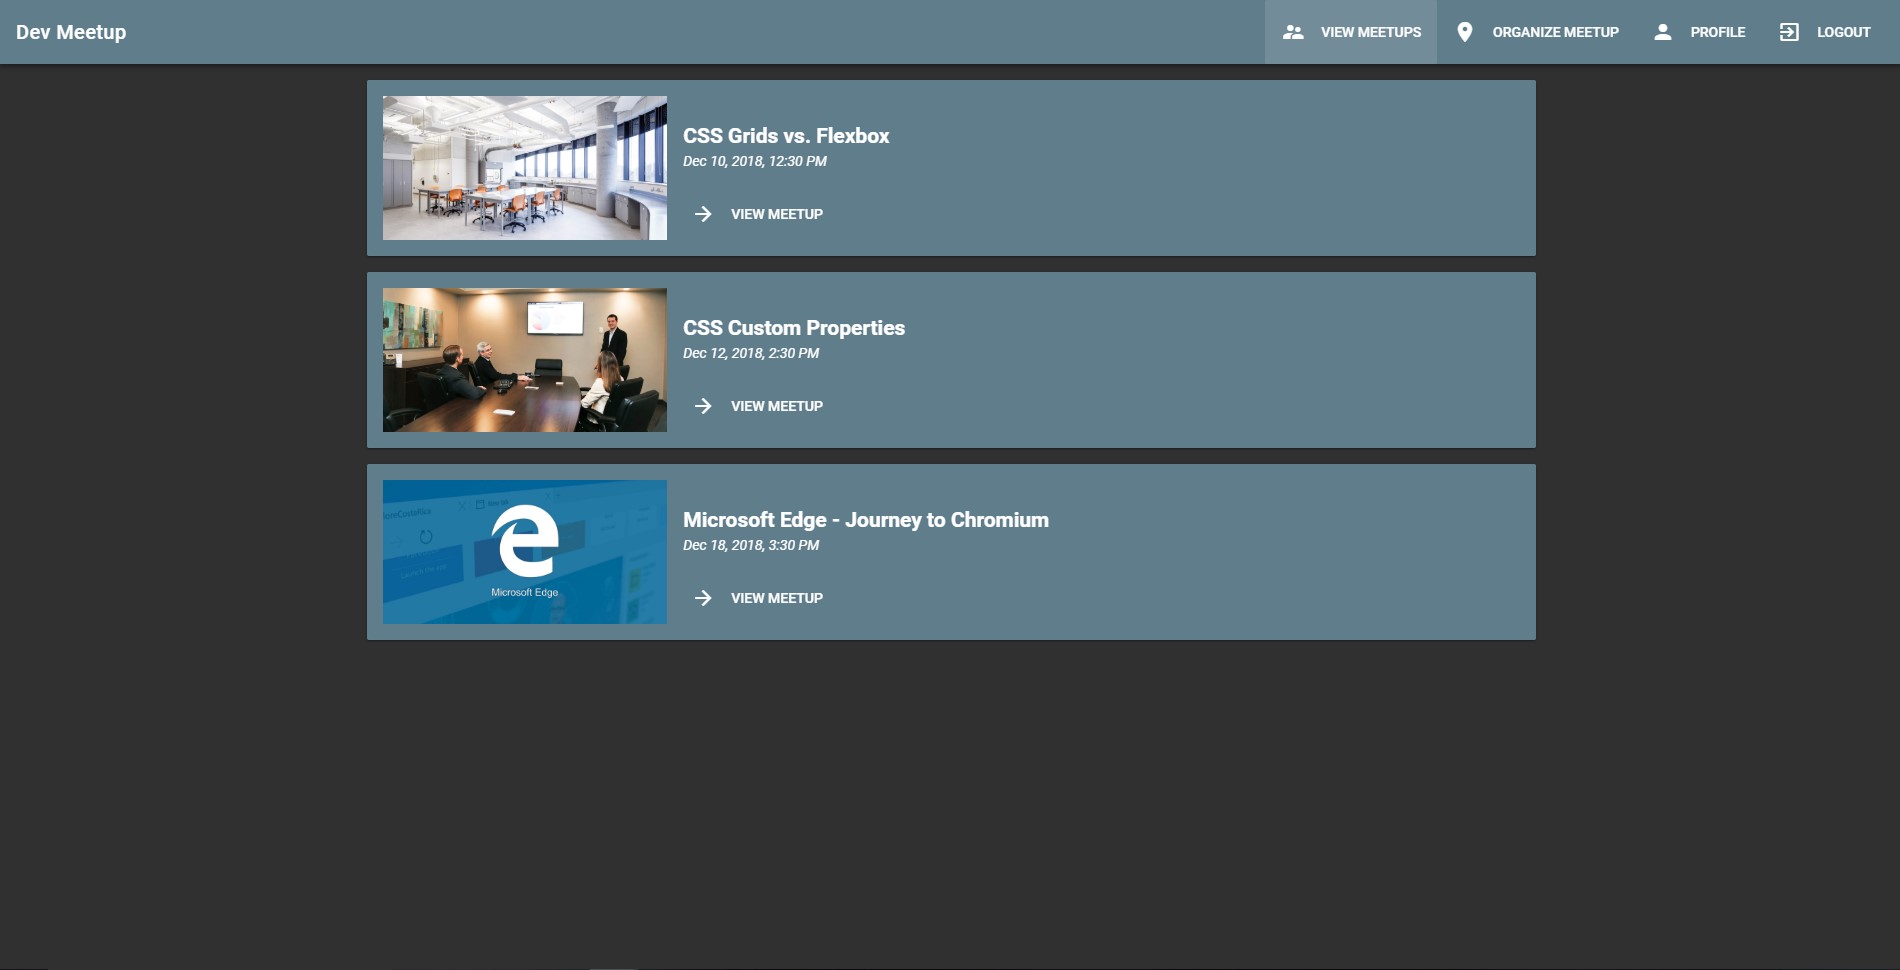 Dev Meetup
VIEW MEETUPS
ORGANIZE MEETUP
PROFILE
LOGOUT
CSS Grids vs. Flexbox
Dec 10, 2018, 12:30 PM
VIEW MEETUP
CSS Custom Properties
Dec 12, 2018, 2:30 PM
VIEW MEETUP
Microsoft Edge
Microsoft Edge - Journey to Chromium
Dec 18, 2018, 3:30 PM
VIEW MEETUP